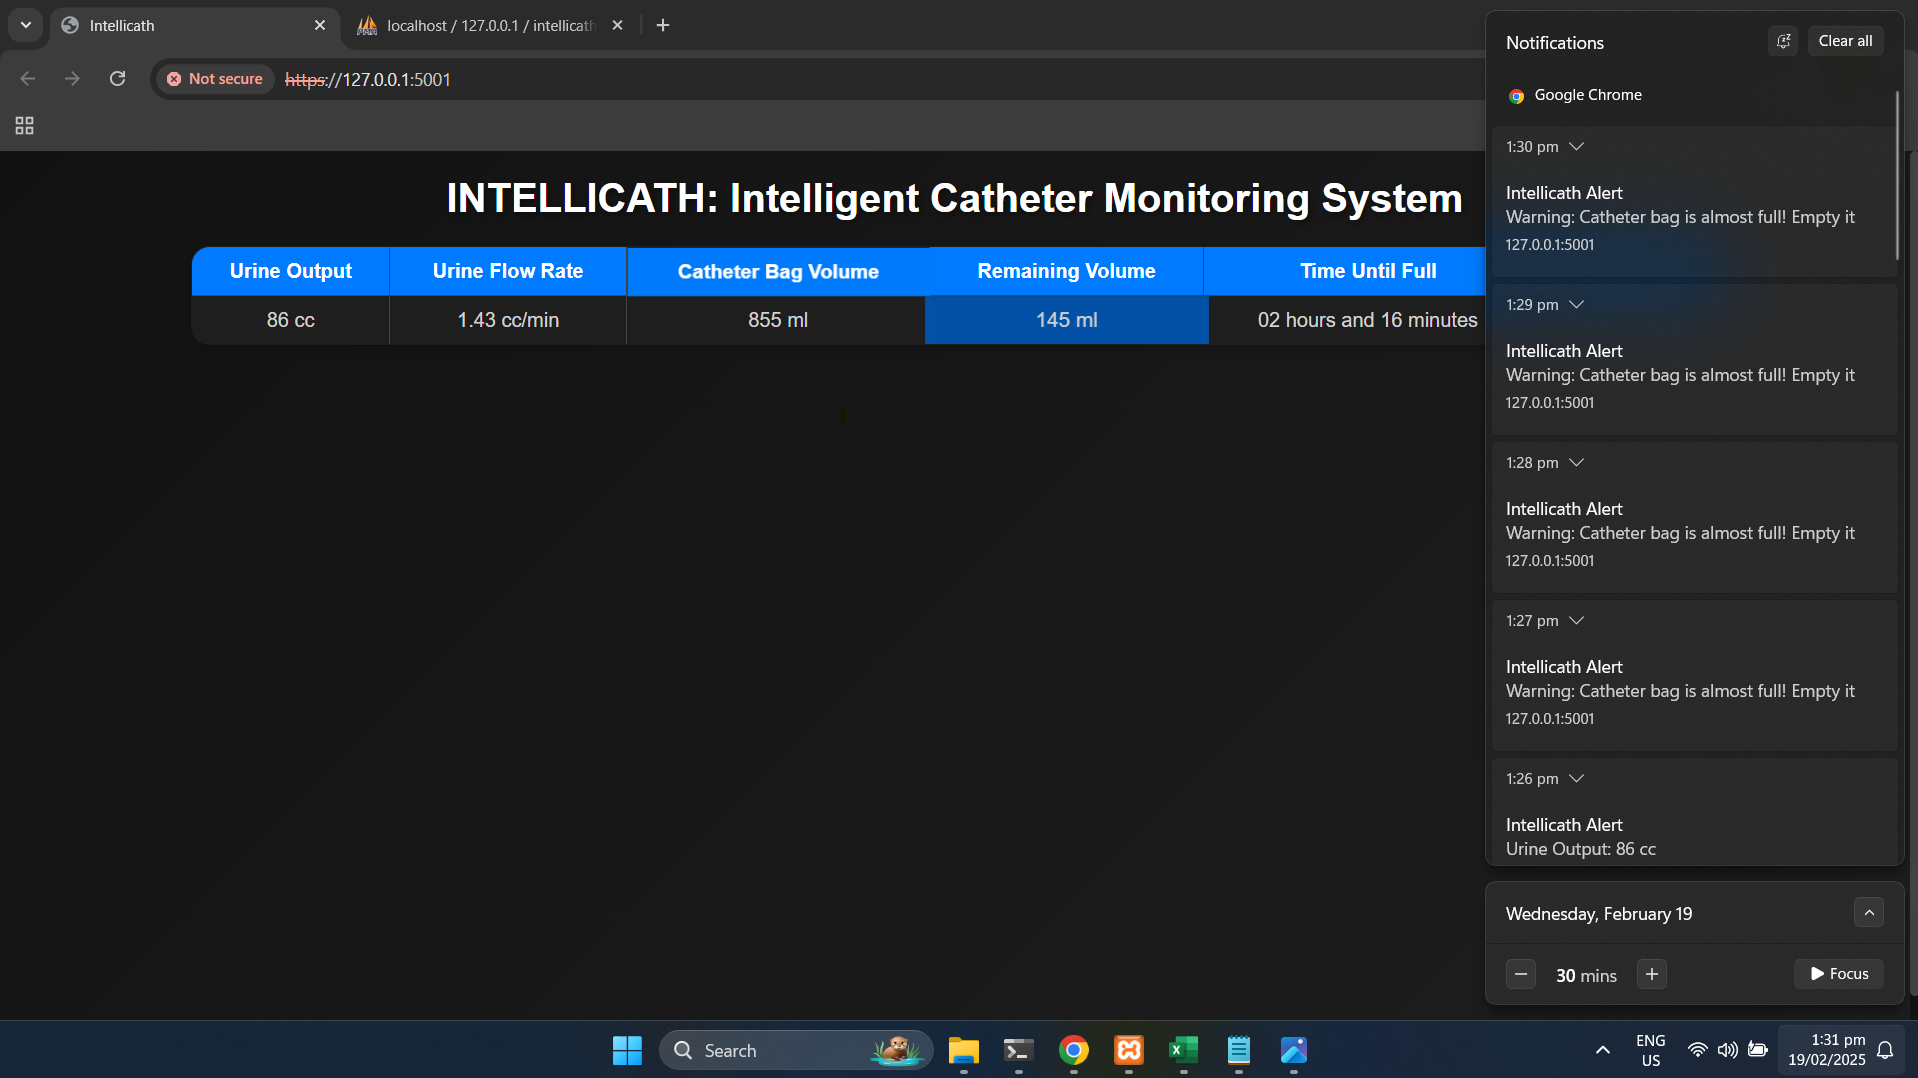 Intellicath
localhost / 127.0.0.1 / intellicath
Not secure
https://127.0.0.1:5001
INTELLICATH: Intelligent Catheter Monitoring System
Urine Output Urine Flow Rate Catheter Bag Volume Remaining Volume Time Until Full
86 cc 1.43 cc/min 855 ml 145 ml 02 hours and 16 minutes
Notifications
Clear all
Google Chrome
1:30 pm
Intellicath Alert
Warning: Catheter bag is almost full! Empty it
127.0.0.1:5001
1:29 pm
Intellicath Alert
Warning: Catheter bag is almost full! Empty it
127.0.0.1:5001
1:28 pm
Intellicath Alert
Warning: Catheter bag is almost full! Empty it
127.0.0.1:5001
1:27 pm
Intellicath Alert
Warning: Catheter bag is almost full! Empty it
127.0.0.1:5001
1:26 pm
Intellicath Alert
Urine Output: 86 cc
Wednesday, February 19
30 mins
Focus
Search
ENG
US
1:31 pm
19/02/2025